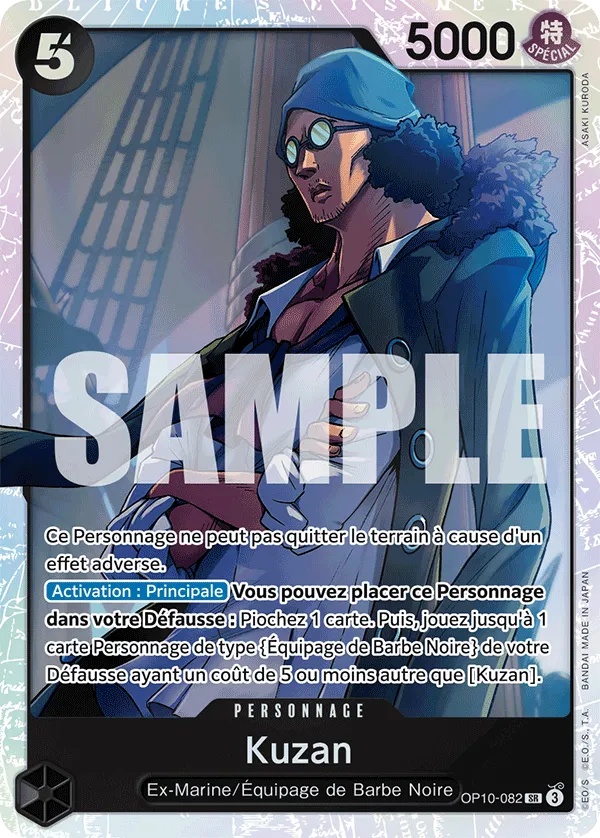 5
5000
特
SPÉCIAL
ASAKI KURODA
SAMPLE
Ce Personnage ne peut pas quitter le terrain à cause d'un
effet adverse.
Activation : Principale Vous pouvez placer ce Personnage
dans votre Défausse : Piochez 1 carte. Puis, jouez jusqu'à 1
carte Personnage de type {Équipage de Barbe Noire} de votre
Défausse ayant un coût de 5 ou moins autre que [Kuzan].
PERSONNAGE
Kuzan
Ex-Marine/Équipage de Barbe Noire
OP10-082 SR 3
©EO/S ©E.O./S, T.A. BANDAI MADE IN JAPAN